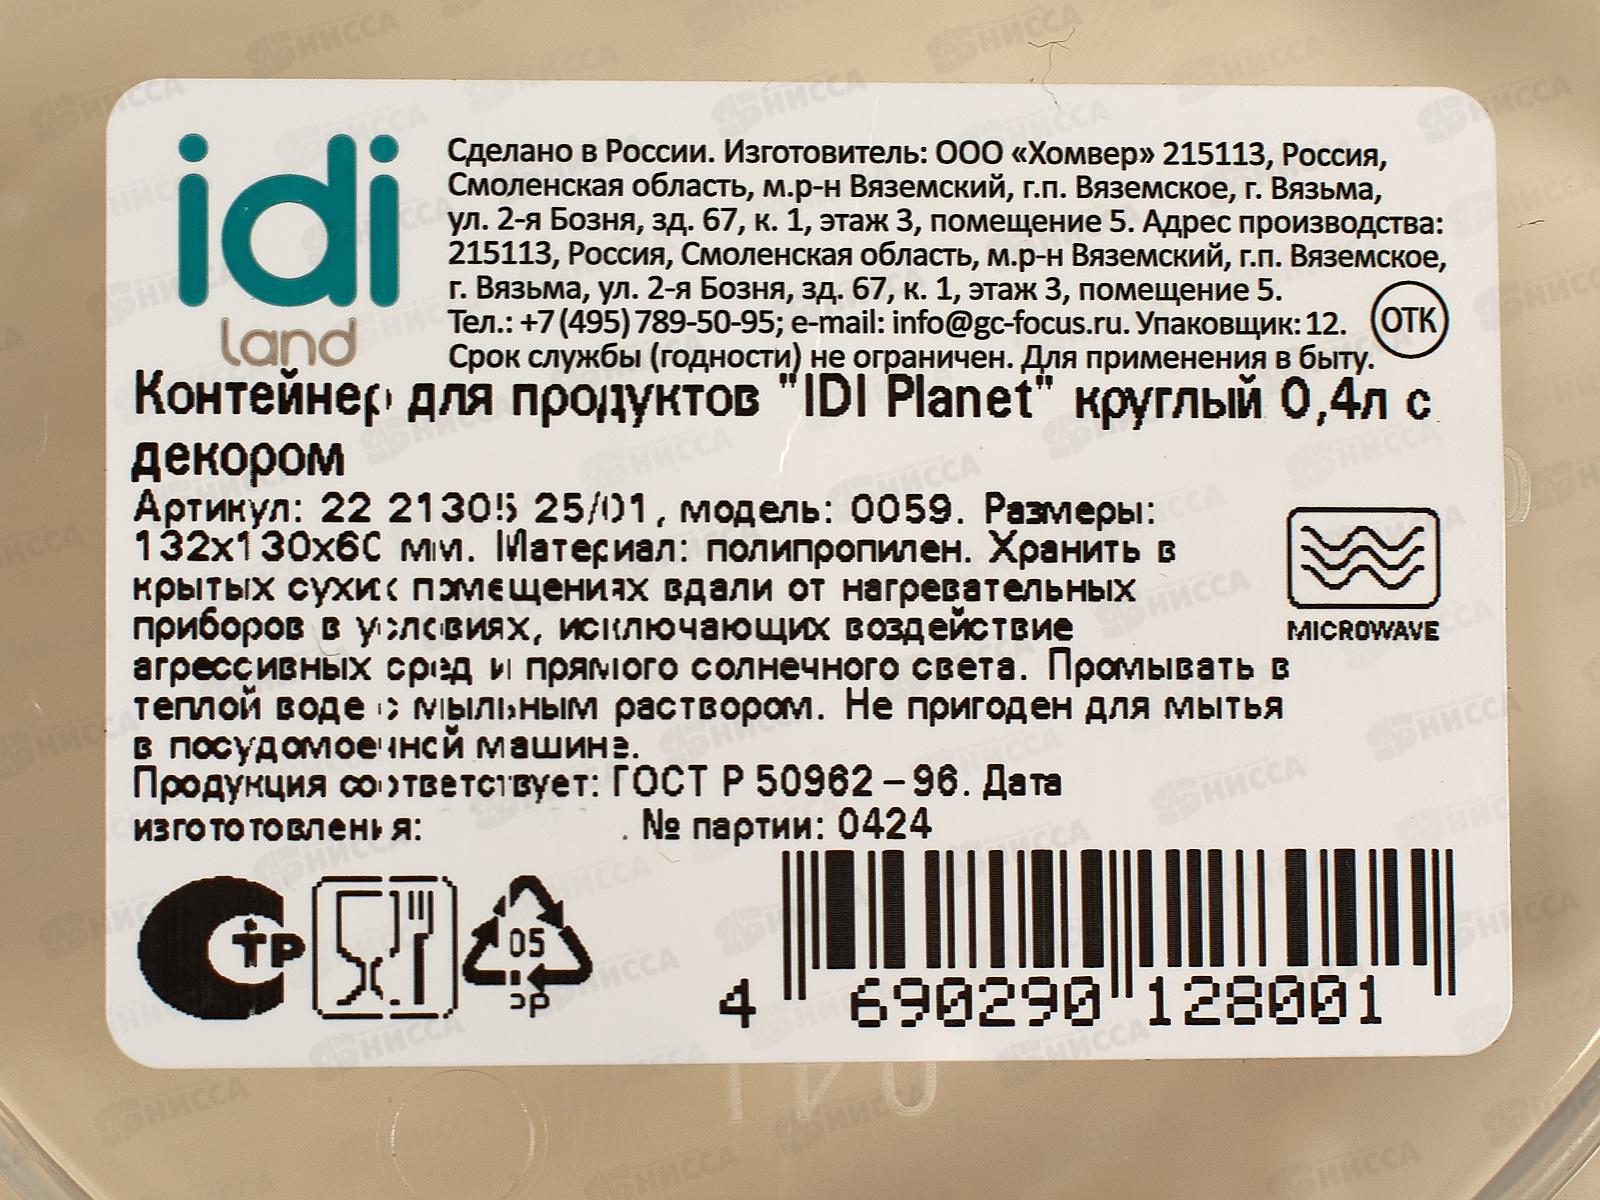 idi
land
Сделано в России. Изготовитель: ООО «Хомвер» 215113, Россия,
Смоленская область, м.р-н Вяземский, г.п. Вяземское, г. Вязьма,
ул. 2-я Бозня, зд. 67, к. 1, этаж 3, помещение 5. Адрес производства:
215113, Россия, Смоленская область, м.р-н Вяземский, г.п. Вяземское,
г. Вязьма, ул. 2-я Бозня, зд. 67, к. 1, этаж 3, помещение 5.
Тел.: +7 (495) 789-50-95; e-mail: info@gc-focus.ru. Упаковщик: 12.
ОТК
Срок службы (годности) не ограничен. Для применения в быту.
Контейнер для продуктов "IDI Planet" круглый 0,4л с
декором
Артикул: 22 21305 25/01, модель: 0059. Размеры:
132x130x60 мм. Материал: полипропилен. Хранить в
крытых сухих помещениях вдали от нагревательных
приборов в условиях, исключающих воздействие
агрессивных сред и прямого солнечного света. Промывать в
теплой воде с мыльным раствором. Не пригоден для мытья
в посудомоечной машине.
MICROWAVE
Продукция соответствует: ГОСТ Р 50962-96. Дата
изгототовления: . № партии: 0424
СТР
05
PP
4 690290 128001
НИССА